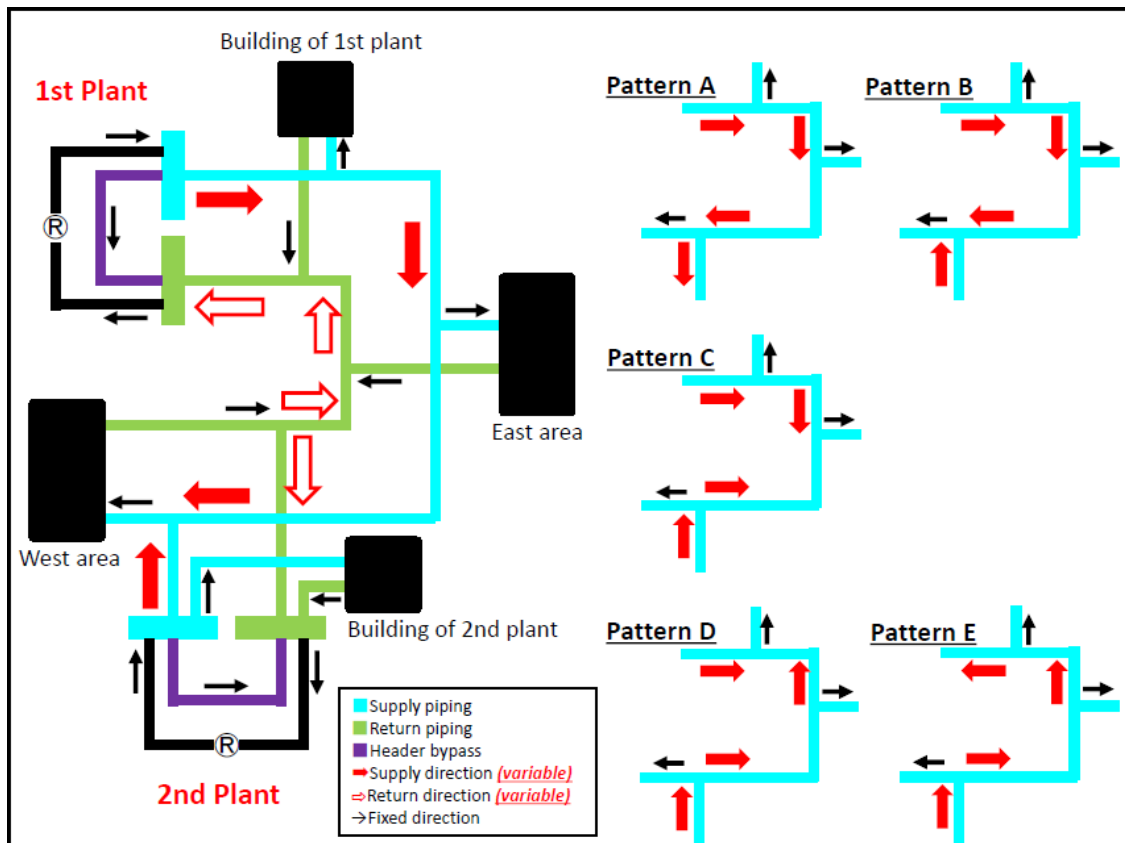 Building of 1st plant
1st Plant
R
East area
West area
Building of 2nd plant
R
2nd Plant
Supply piping
Return piping
Header bypass
Supply direction (variable)
Return direction (variable)
Fixed direction
Pattern A
Pattern B
Pattern C
Pattern D
Pattern E